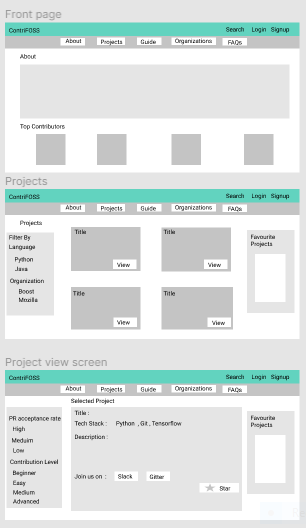 Front page
ContriFOSS Search Login Signup
About Projects Guide Organizations FAQs
About
Top Contributors
Projects
ContriFOSS Search Login Signup
About Projects Guide Organizations FAQs
Projects
Filter By
Language
Python
Java
Organization
Boost
Mozilla
Title
View
Title
View
Title
View
Title
View
Favourite
Projects
Project view screen
ContriFOSS Search Login Signup
About Projects Guide Organizations FAQs
PR acceptance rate
High
Meduim
Low
Contribution Level
Beginner
Easy
Medium
Advanced
Selected Project
Title :
Tech Stack : Python , Git , Tensorflow
Description :
Join us on : Slack Gitter
Star
Favourite
Projects